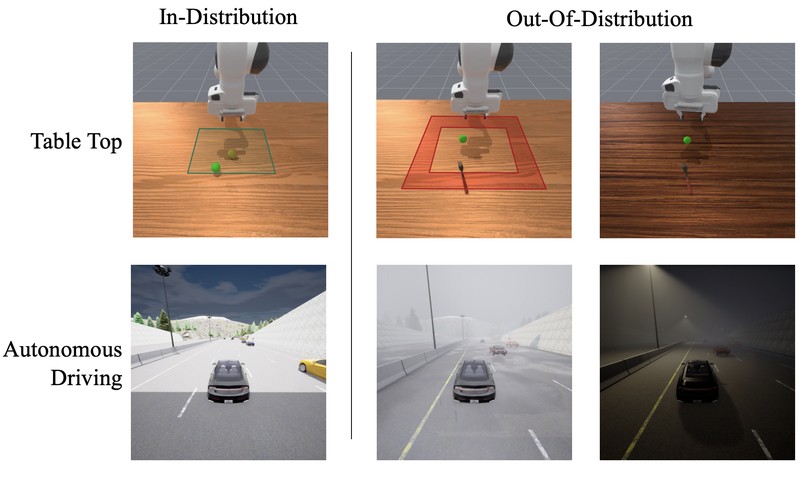 In-Distribution
Out-Of-Distribution
Table Top
Autonomous
Driving